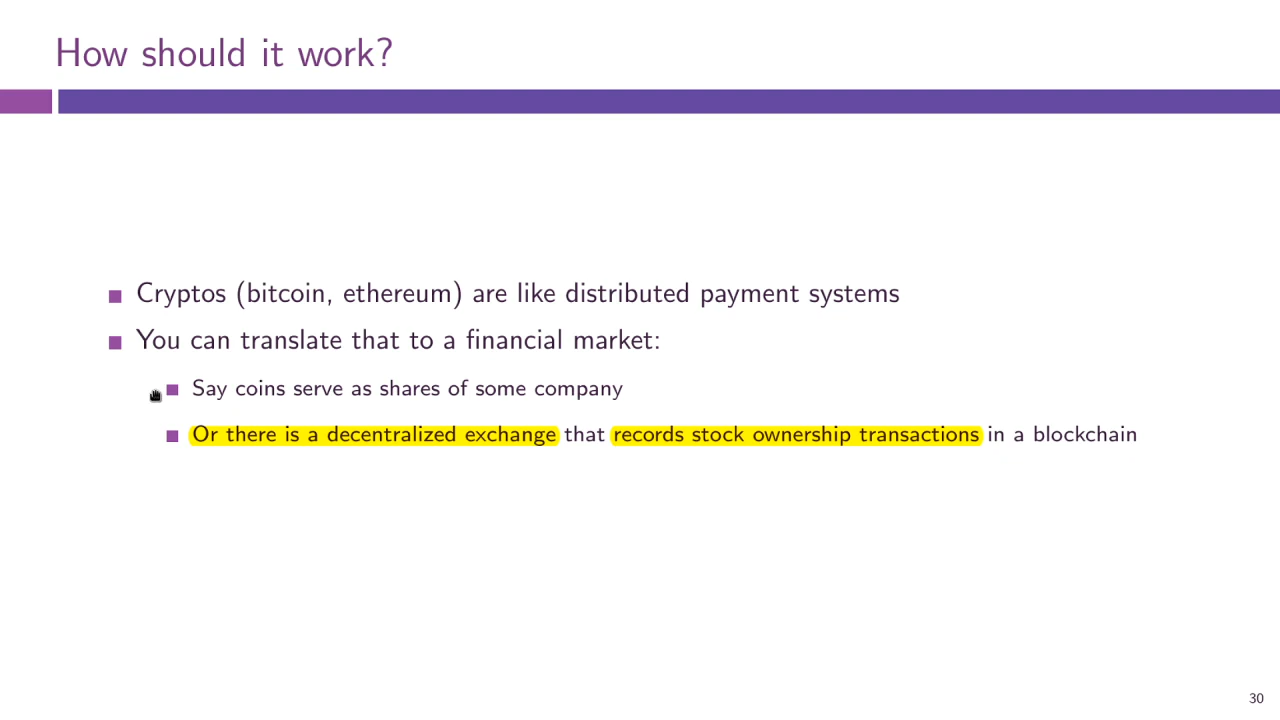 How should it work?
Cryptos (bitcoin, ethereum) are like distributed payment systems
You can translate that to a financial market:
Say coins serve as shares of some company
Or there is a decentralized exchange that records stock ownership transactions in a blockchain
30